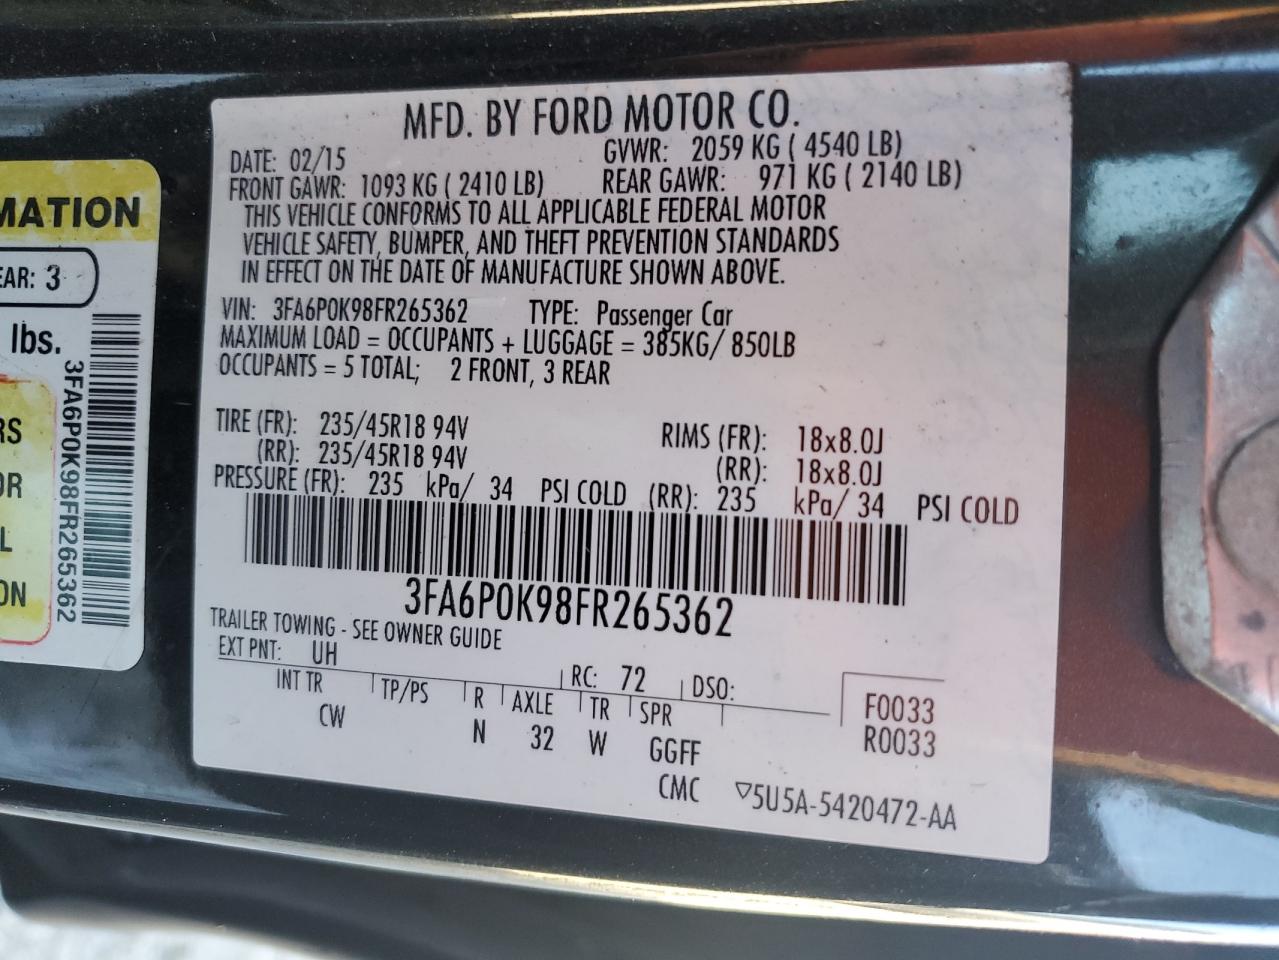 MFD. BY FORD MOTOR CO.
DATE: 02/15 GVWR: 2059 KG ( 4540 LB)
FRONT GAWR: 1093 KG ( 2410 LB) REAR GAWR: 971 KG ( 2140 LB)
THIS VEHICLE CONFORMS TO ALL APPLICABLE FEDERAL MOTOR
VEHICLE SAFETY, BUMPER, AND THEFT PREVENTION STANDARDS
IN EFFECT ON THE DATE OF MANUFACTURE SHOWN ABOVE.
VIN: 3FA6P0K98FR265362 TYPE: Passenger Car
MAXIMUM LOAD = OCCUPANTS + LUGGAGE = 385KG/ 850LB
OCCUPANTS = 5 TOTAL; 2 FRONT, 3 REAR
TIRE (FR): 235/45R18 94V RIMS (FR): 18x8.0J
(RR): 235/45R18 94V (RR): 18x8.0J
PRESSURE (FR): 235 kPa/ 34 PSI COLD (RR): 235 kPa/ 34 PSI COLD
3FA6P0K98FR265362
TRAILER TOWING - SEE OWNER GUIDE
EXT PNT: UH RC: 72 DSO:
INT TR TP/PS R AXLE TR SPR
CW N 32 W GGFF
F0033
R0033
CMC ▽5U5A-5420472-AA
MATION
EAR: 3
lbs.
3FA6P0K98FR265362
RS
OR
L
ON